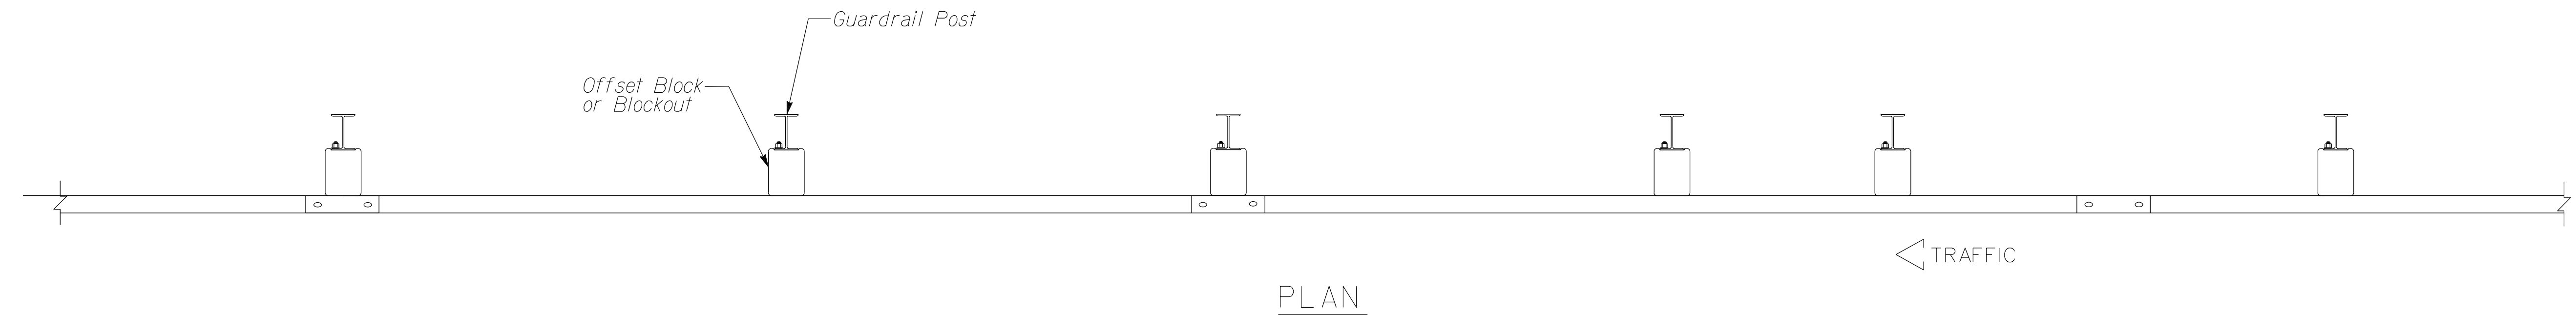 Guardrail Post
Offset Block
or Blockout
TRAFFIC
PLAN